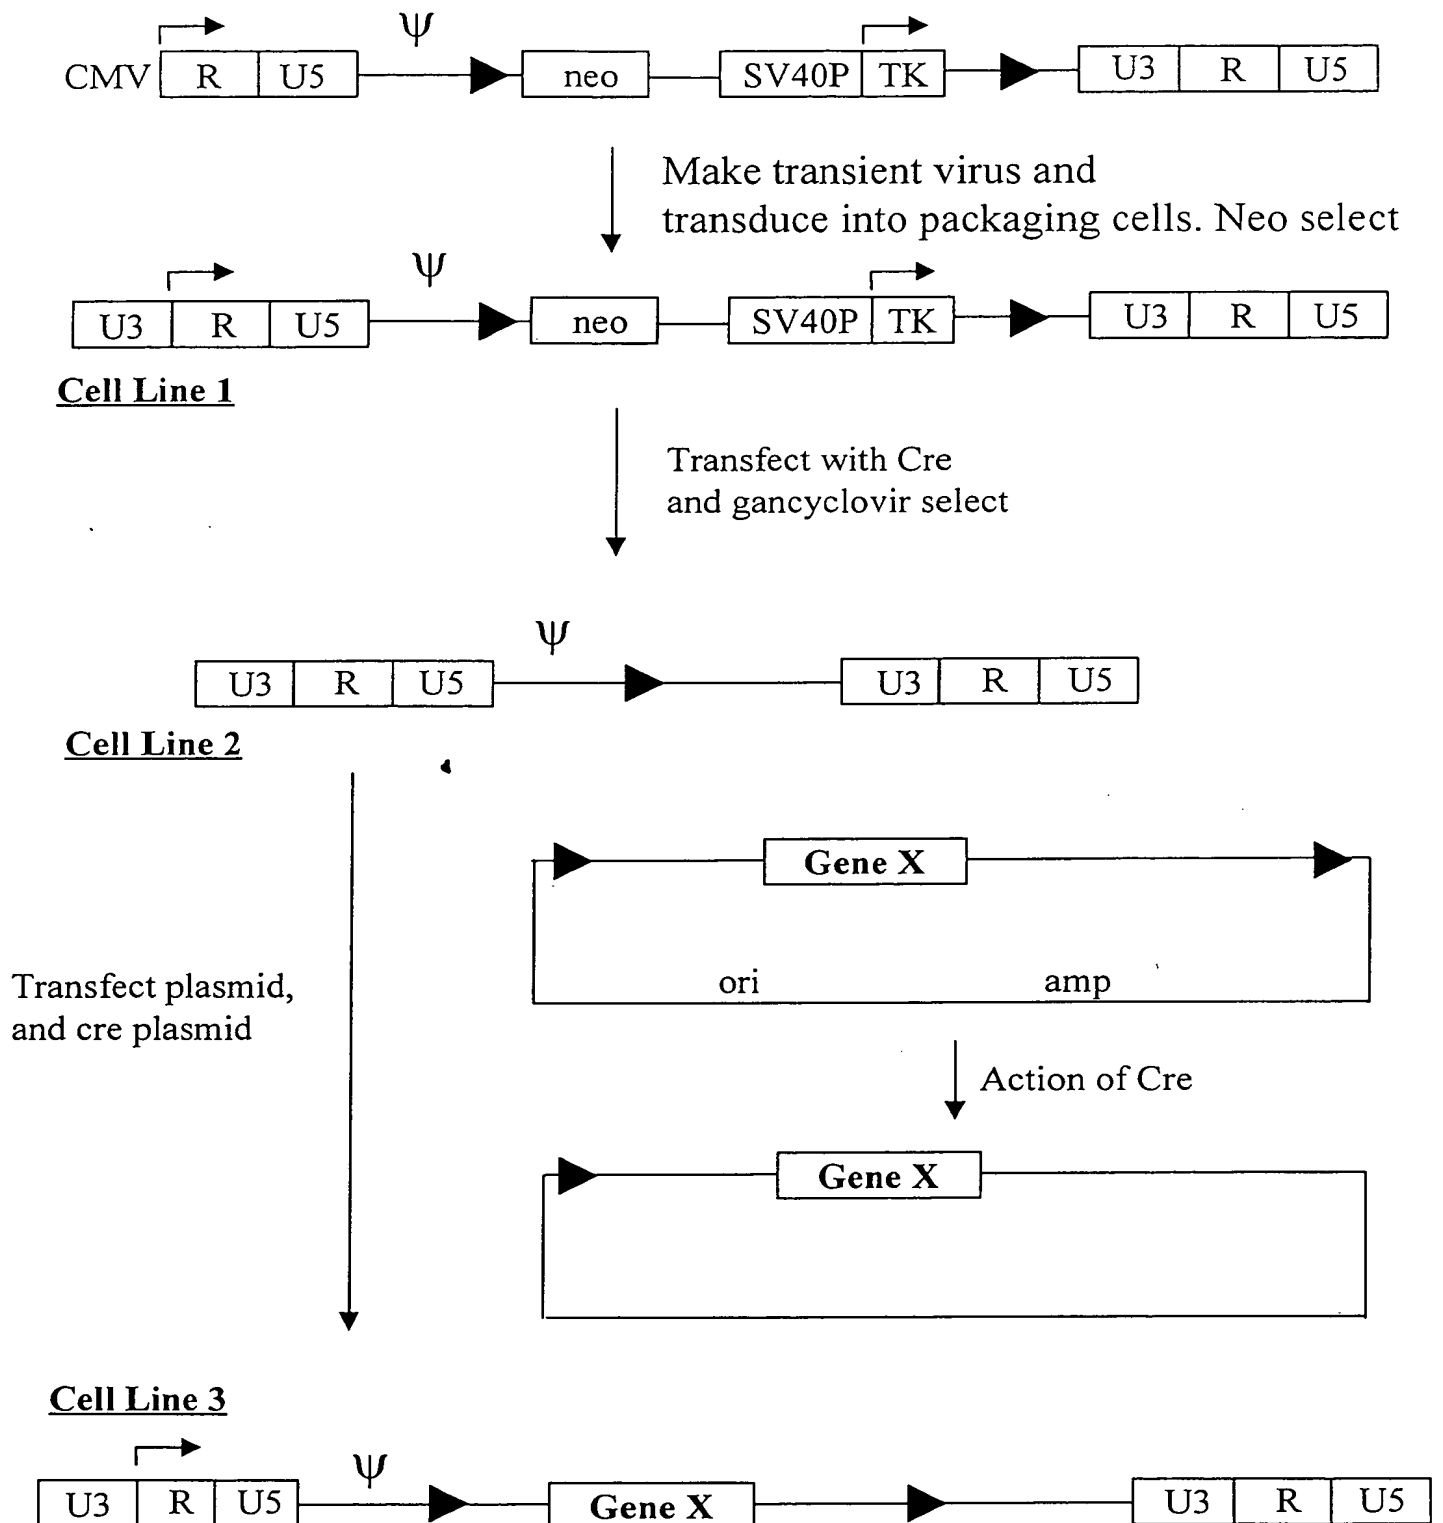 ψ
CMV R U5 neo SV40P TK U3 R U5
Make transient virus and
transduce into packaging cells. Neo select
ψ
U3 R U5 neo SV40P TK U3 R U5
Cell Line 1
Transfect with Cre
and gancyclovir select
ψ
U3 R U5 U3 R U5
Cell Line 2
Gene X
ori amp
Transfect plasmid,
and cre plasmid
Action of Cre
Gene X
Cell Line 3
ψ
U3 R U5 Gene X U3 R U5